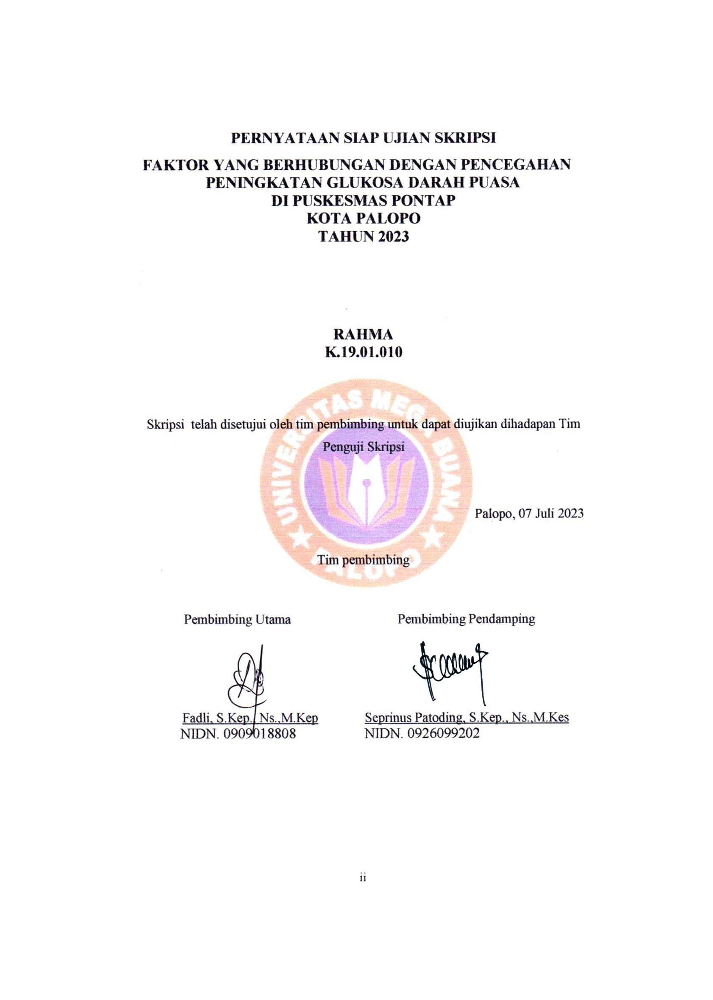 PERNYATAAN SIAP UJIAN SKRIPSI
FAKTOR YANG BERHUBUNGAN DENGAN PENCEGAHAN
PENINGKATAN GLUKOSA DARAH PUASA
DI PUSKESMAS PONTAP
KOTA PALOPO
TAHUN 2023
RAHMA
K.19.01.010
UNIVERSITAS MEGA BUANA
PALOPO
Skripsi telah disetujui oleh tim pembimbing untuk dapat diujikan dihadapan Tim
Penguji Skripsi
Palopo, 07 Juli 2023
Tim pembimbing
Pembimbing Utama
Pembimbing Pendamping
Fadli, S.Kep., Ns.,M.Kep
NIDN. 0909018808
Seprinus Patoding, S.Kep., Ns.,M.Kes
NIDN. 0926099202
ii